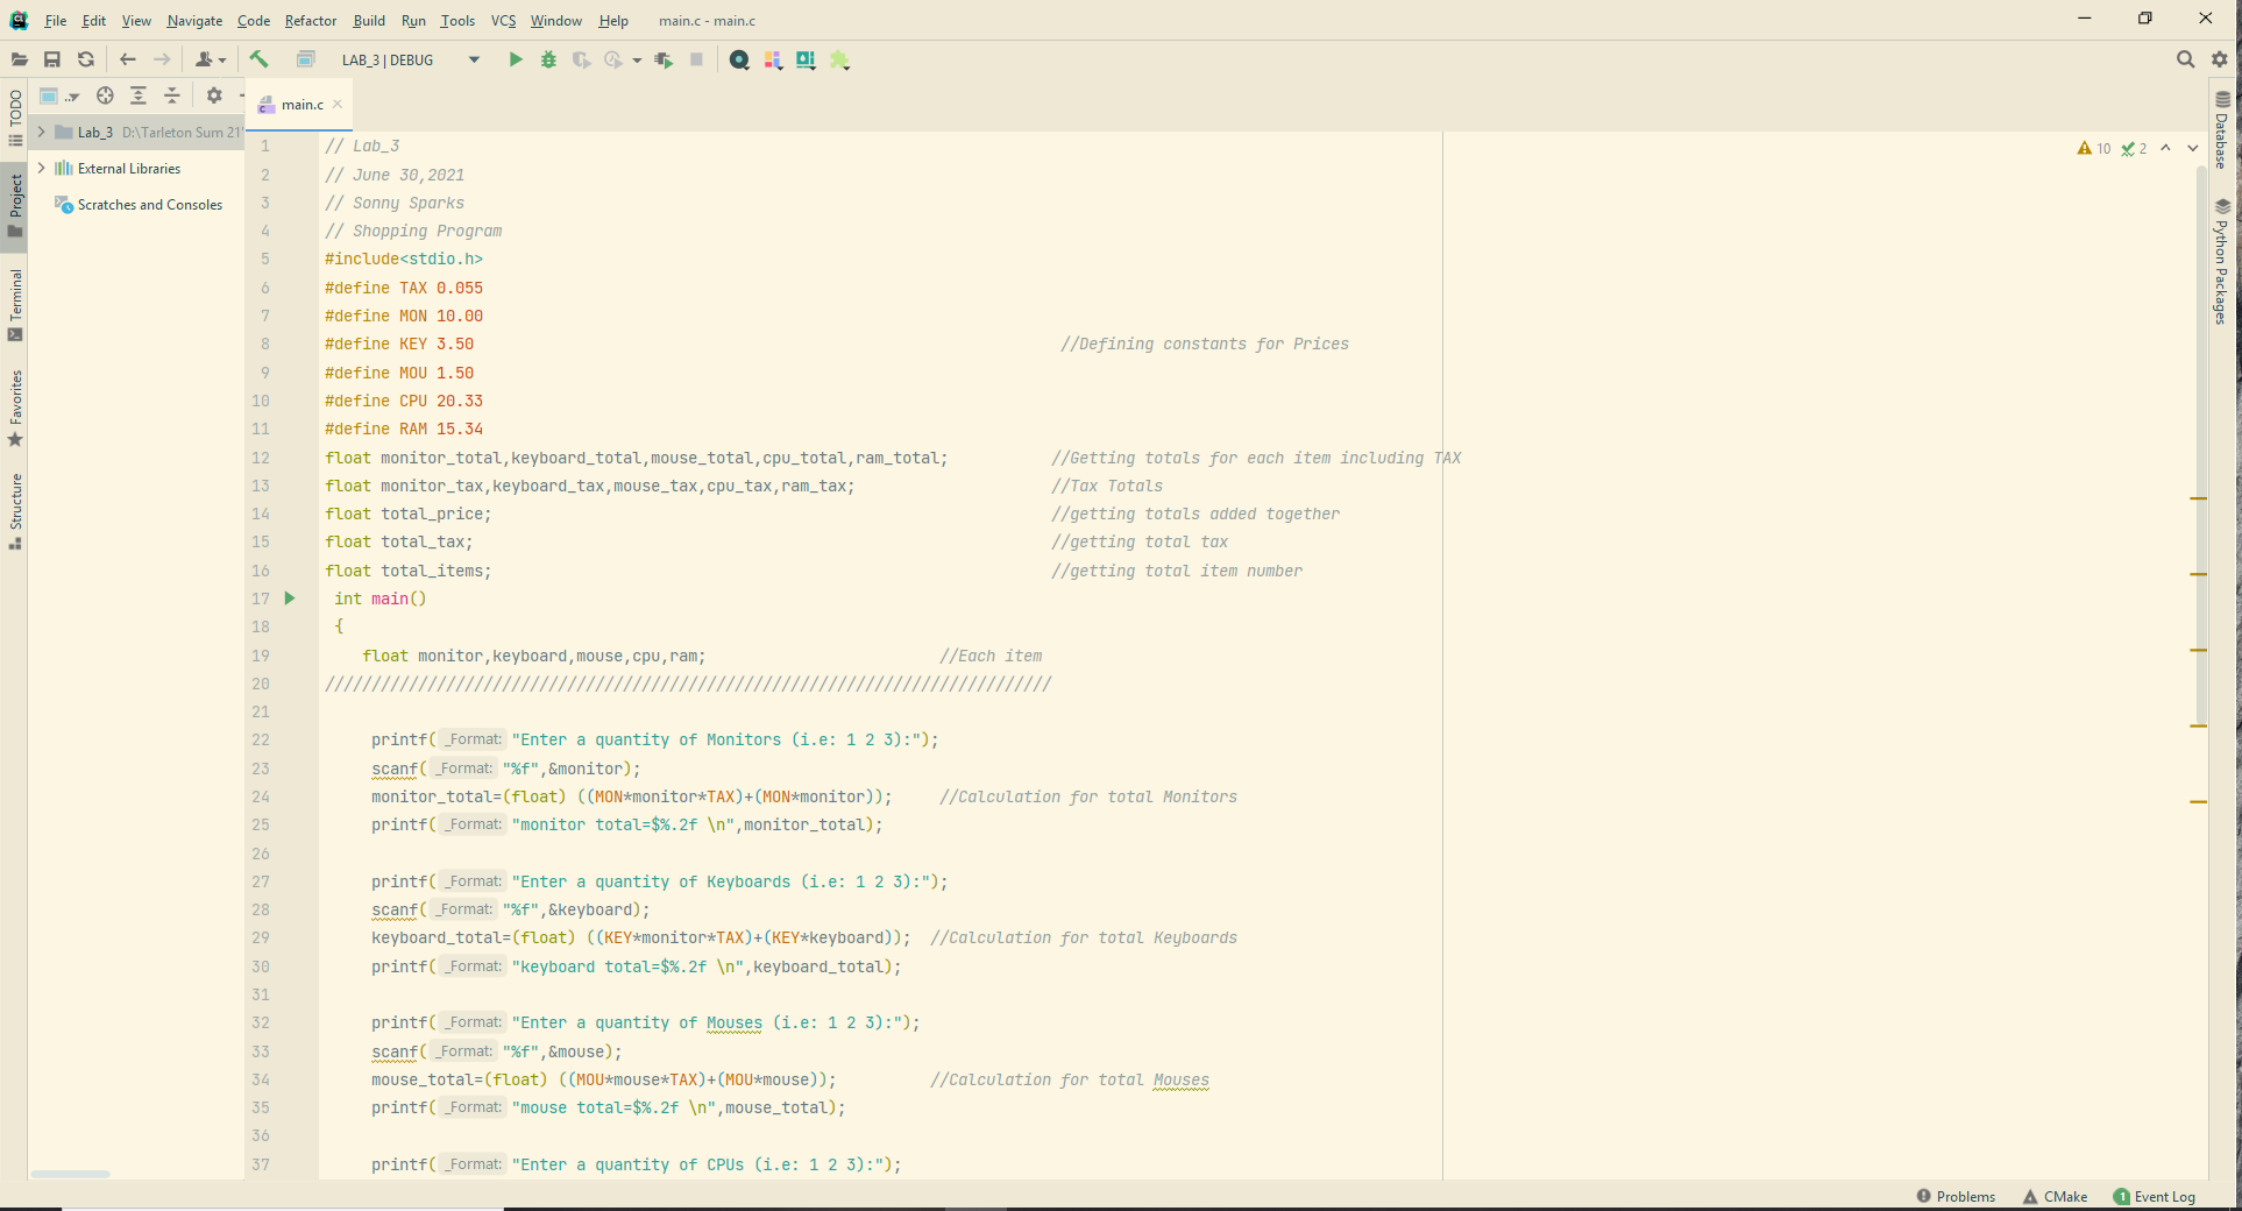 File Edit View Navigate Code Refactor Build Run Tools VCS Window Help main.c - main.c
LAB_3 | DEBUG
main.c
TODO
Project
Terminal
Favorites
Structure
Lab_3 D:\Tarleton Sum 21'
External Libraries
Scratches and Consoles
1 // Lab_3
2 // June 30,2021
3 // Sonny Sparks
4 // Shopping Program
5 #include<stdio.h>
6 #define TAX 0.055
7 #define MON 10.00
8 #define KEY 3.50 //Defining constants for Prices
9 #define MOU 1.50
10 #define CPU 20.33
11 #define RAM 15.34
12 float monitor_total,keyboard_total,mouse_total,cpu_total,ram_total; //Getting totals for each item including TAX
13 float monitor_tax,keyboard_tax,mouse_tax,cpu_tax,ram_tax; //Tax Totals
14 float total_price; //getting totals added together
15 float total_tax; //getting total tax
16 float total_items; //getting total item number
17 int main()
18 {
19 float monitor,keyboard,mouse,cpu,ram; //Each item
20 //////////////////////////////////////////////////////////////////////////////
21
22 printf( _Format: "Enter a quantity of Monitors (i.e: 1 2 3):");
23 scanf( _Format: "%f",&monitor);
24 monitor_total=(float) ((MON*monitor*TAX)+(MON*monitor)); //Calculation for total Monitors
25 printf( _Format: "monitor total=$%.2f \n",monitor_total);
26
27 printf( _Format: "Enter a quantity of Keyboards (i.e: 1 2 3):");
28 scanf( _Format: "%f",&keyboard);
29 keyboard_total=(float) ((KEY*monitor*TAX)+(KEY*keyboard)); //Calculation for total Keyboards
30 printf( _Format: "keyboard total=$%.2f \n",keyboard_total);
31
32 printf( _Format: "Enter a quantity of Mouses (i.e: 1 2 3):");
33 scanf( _Format: "%f",&mouse);
34 mouse_total=(float) ((MOU*mouse*TAX)+(MOU*mouse)); //Calculation for total Mouses
35 printf( _Format: "mouse total=$%.2f \n",mouse_total);
36
37 printf( _Format: "Enter a quantity of CPUs (i.e: 1 2 3):");
10 2
Database
Python Packages
Problems CMake 1 Event Log